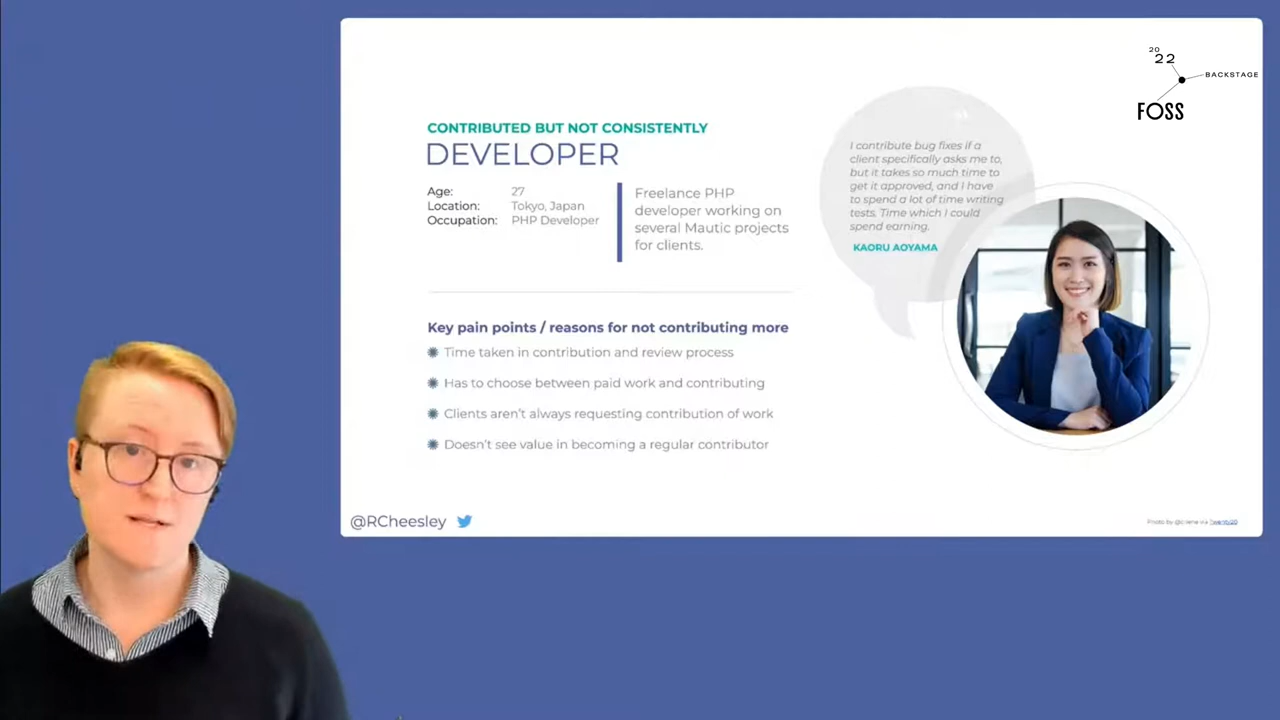 20
22
BACKSTAGE
FOSS
CONTRIBUTED BUT NOT CONSISTENTLY
DEVELOPER
Age: 27
Location: Tokyo, Japan
Occupation: PHP Developer
Freelance PHP
developer working on
several Mautic projects
for clients.
I contribute bug fixes if a
client specifically asks me to,
but it takes so much time to
get it approved, and I have
to spend a lot of time writing
tests. Time which I could
spend earning.
KAORU AOYAMA
Key pain points / reasons for not contributing more
Time taken in contribution and review process
Has to choose between paid work and contributing
Clients aren't always requesting contribution of work
Doesn't see value in becoming a regular contributor
@RCheesley
Photo by via Twenty20